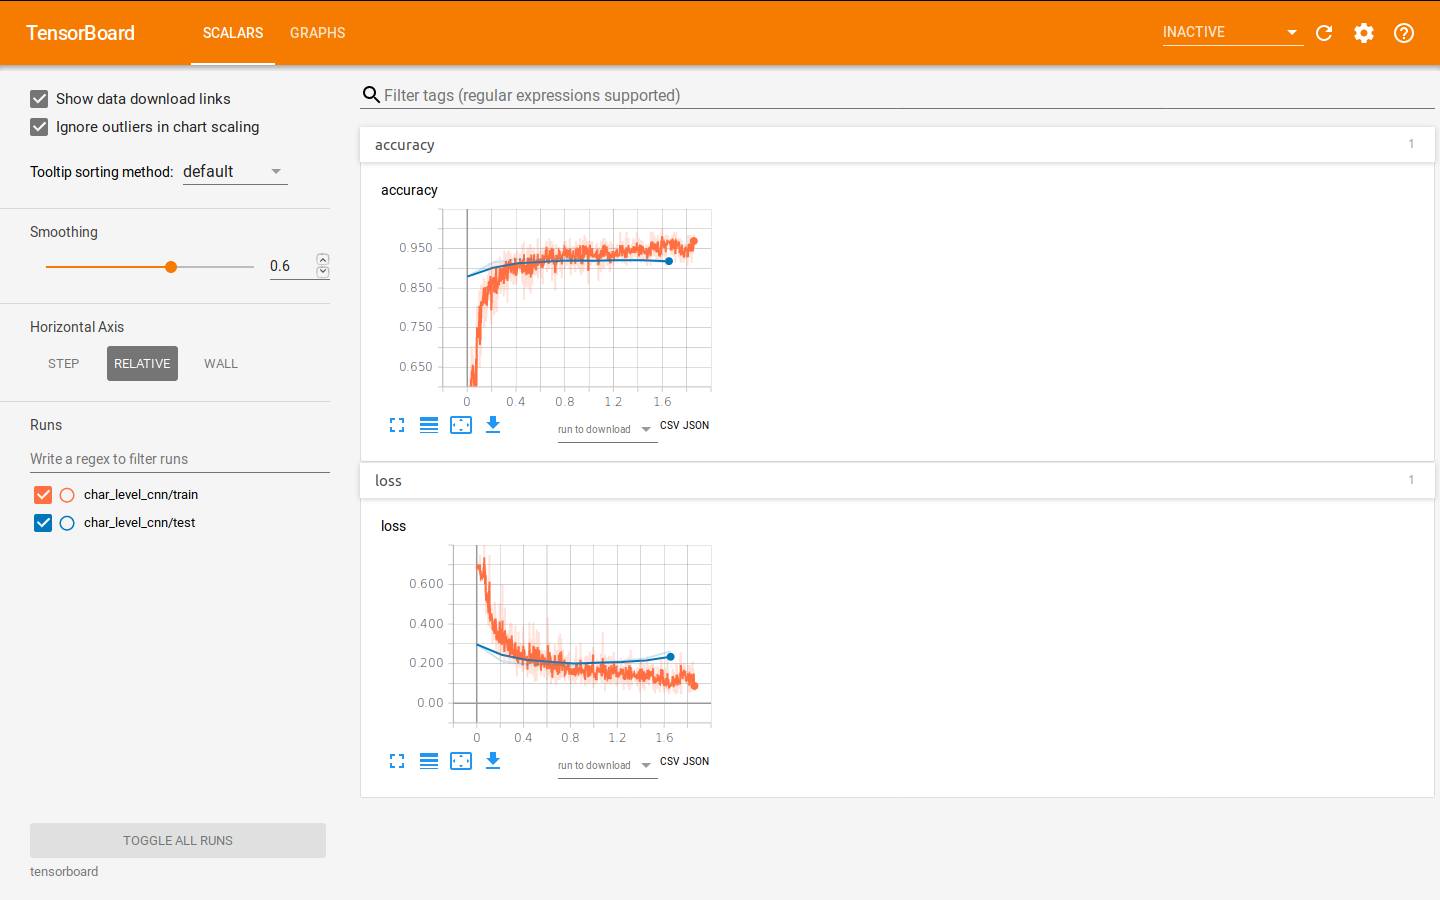 TensorBoard SCALARS GRAPHS INACTIVE
Show data download links
Ignore outliers in chart scaling
Tooltip sorting method: default
Smoothing
0.6
Horizontal Axis
STEP RELATIVE WALL
Runs
Write a regex to filter runs
char_level_cnn/train
char_level_cnn/test
TOGGLE ALL RUNS
tensorboard
Filter tags (regular expressions supported)
accuracy 1
accuracy
0.950
0.850
0.750
0.650
0 0.4 0.8 1.2 1.6
run to download CSV JSON
loss 1
loss
0.600
0.400
0.200
0.00
0 0.4 0.8 1.2 1.6
run to download CSV JSON